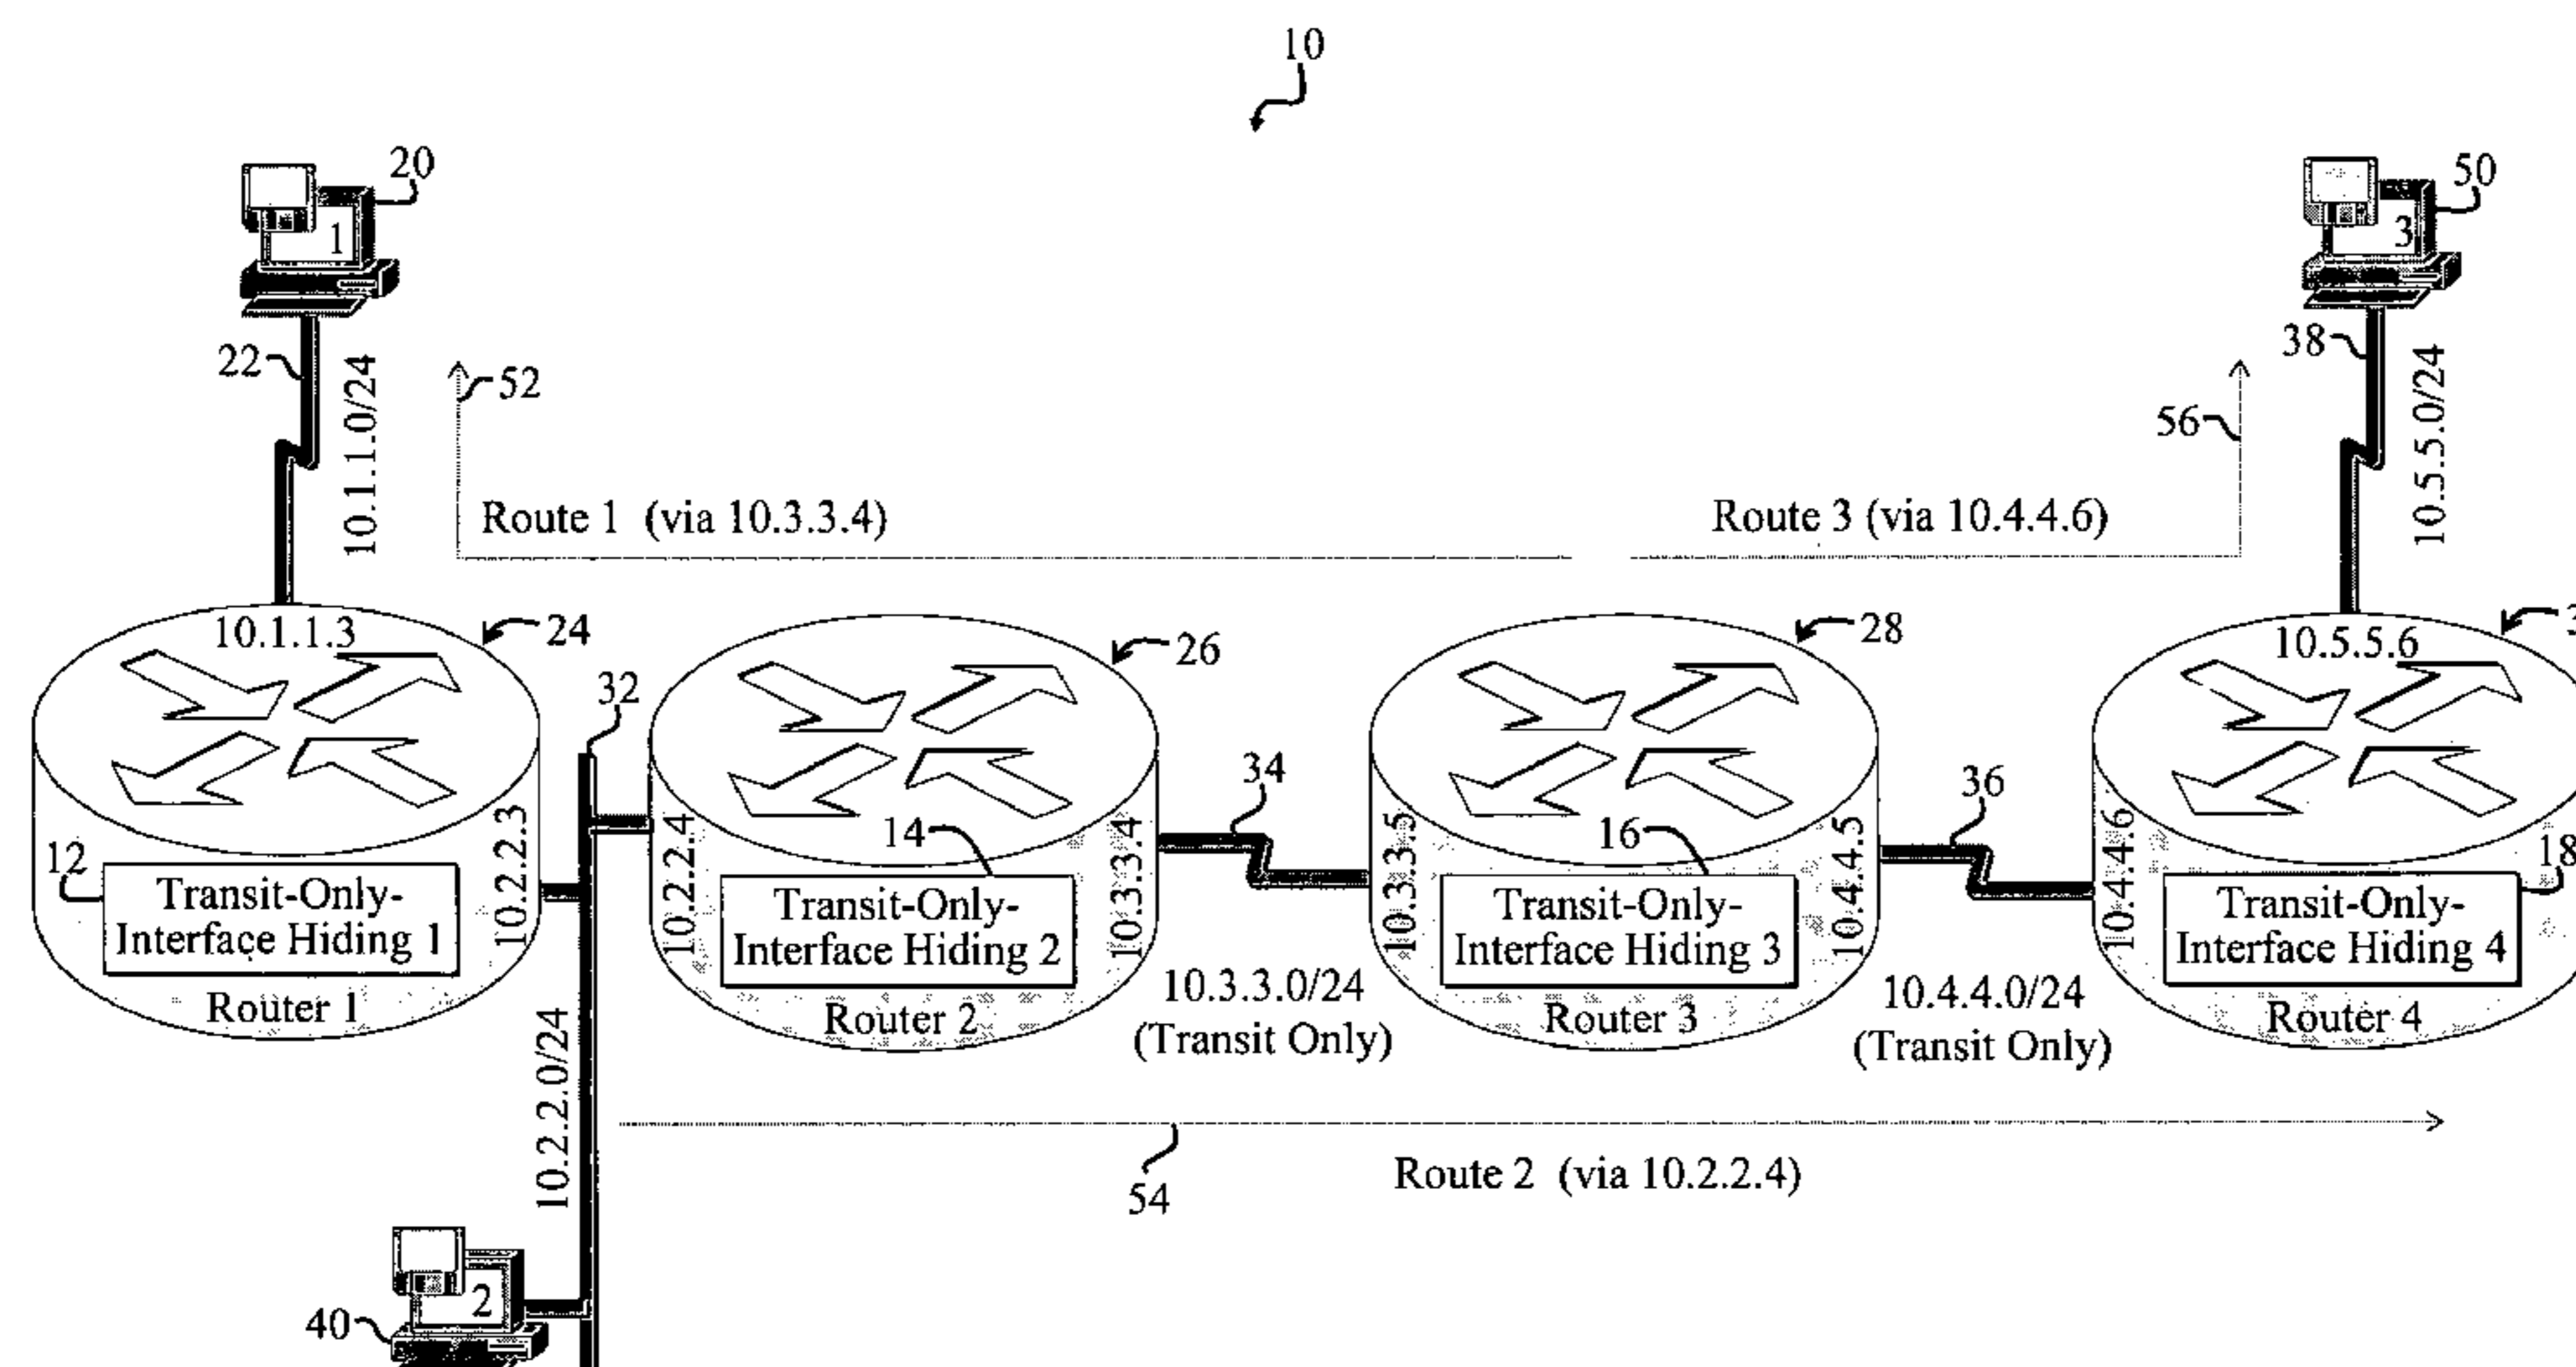 10
20
1
22
10.1.1.0/24
52
Route 1 (via 10.3.3.4)
50
3
38
10.5.5.0/24
56
Route 3 (via 10.4.4.6)
10.1.1.3
24
32
26
28
10.5.5.6
12
Transit-Only-
Interface Hiding 1
Router 1
10.2.2.3
10.2.2.4
14
Transit-Only-
Interface Hiding 2
Router 2
10.3.3.4
34
10.3.3.0/24
(Transit Only)
10.3.3.5
16
Transit-Only-
Interface Hiding 3
Router 3
10.4.4.5
36
10.4.4.0/24
(Transit Only)
10.4.4.6
18
Transit-Only-
Interface Hiding 4
Router 4
10.2.2.0/24
54
Route 2 (via 10.2.2.4)
2
40